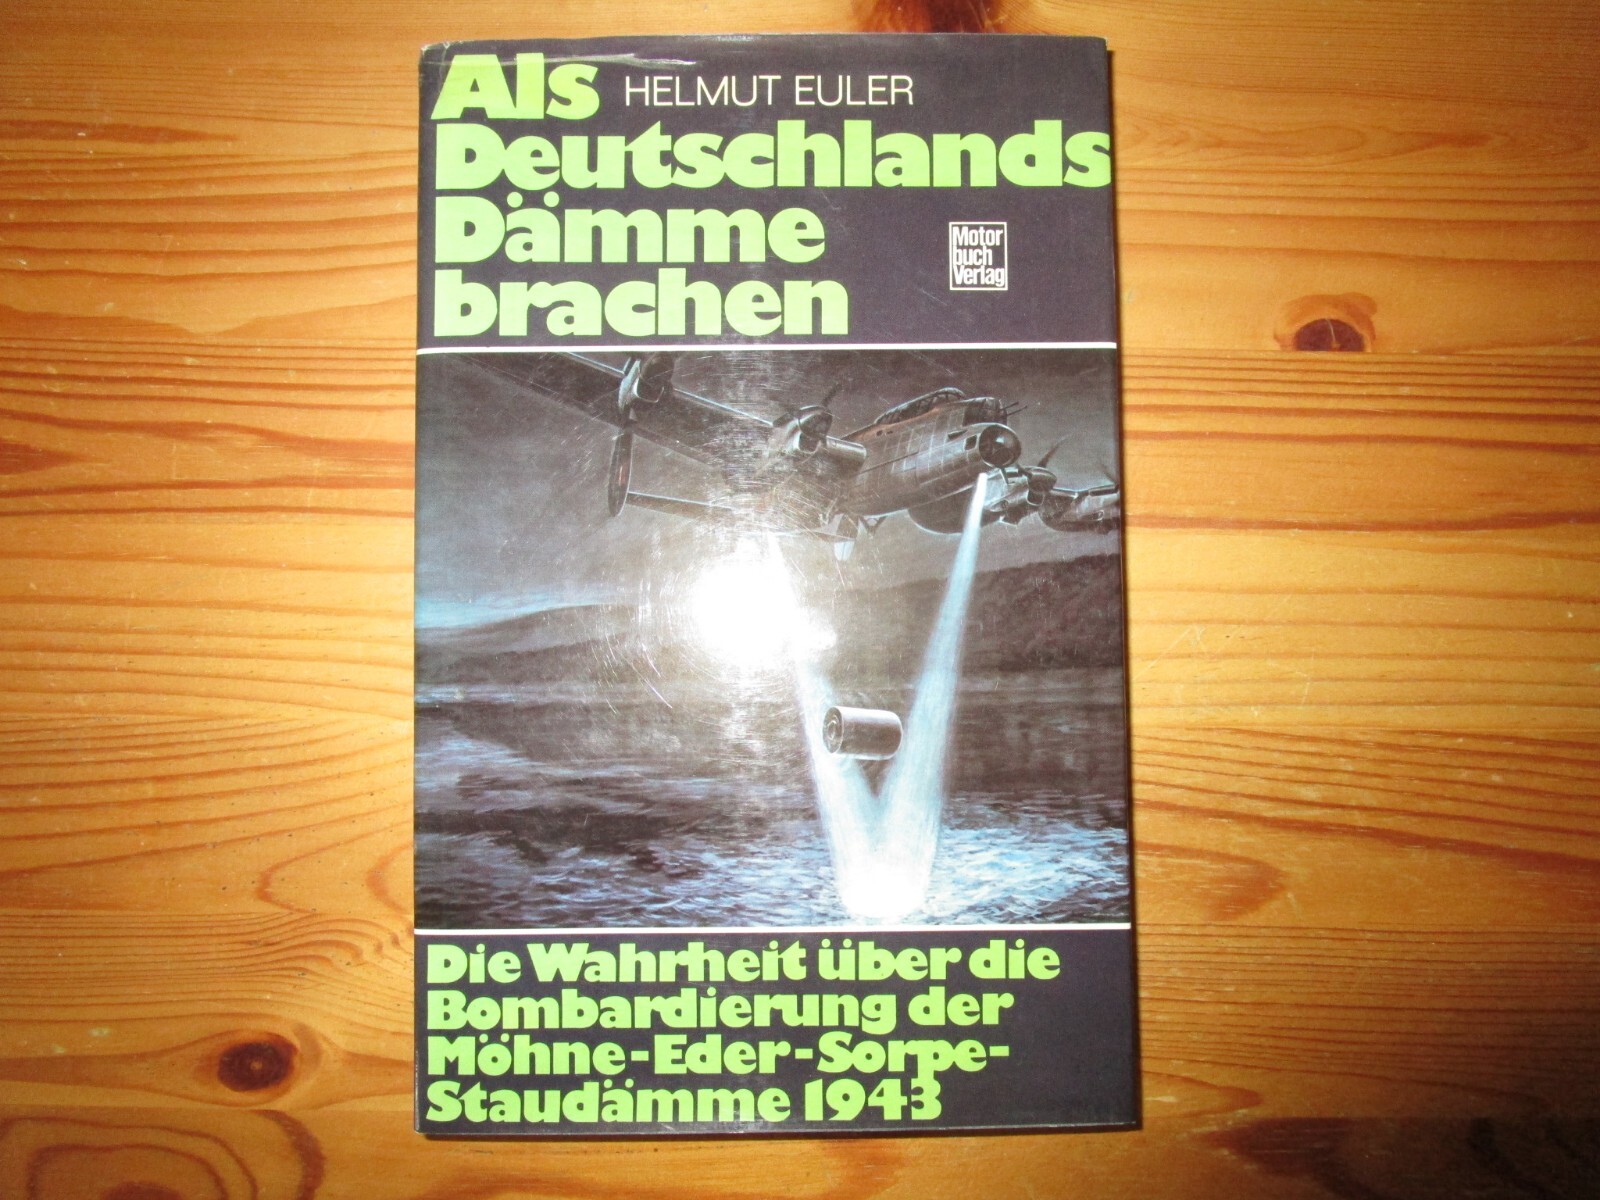 Als HELMUT EULER
Deutschlands
Dämme
brachen
Motor
buch
Verlag
Die Wahrheit über die
Bombardierung der
Möhne-Eder-Sorpe-
Staudämme 1943